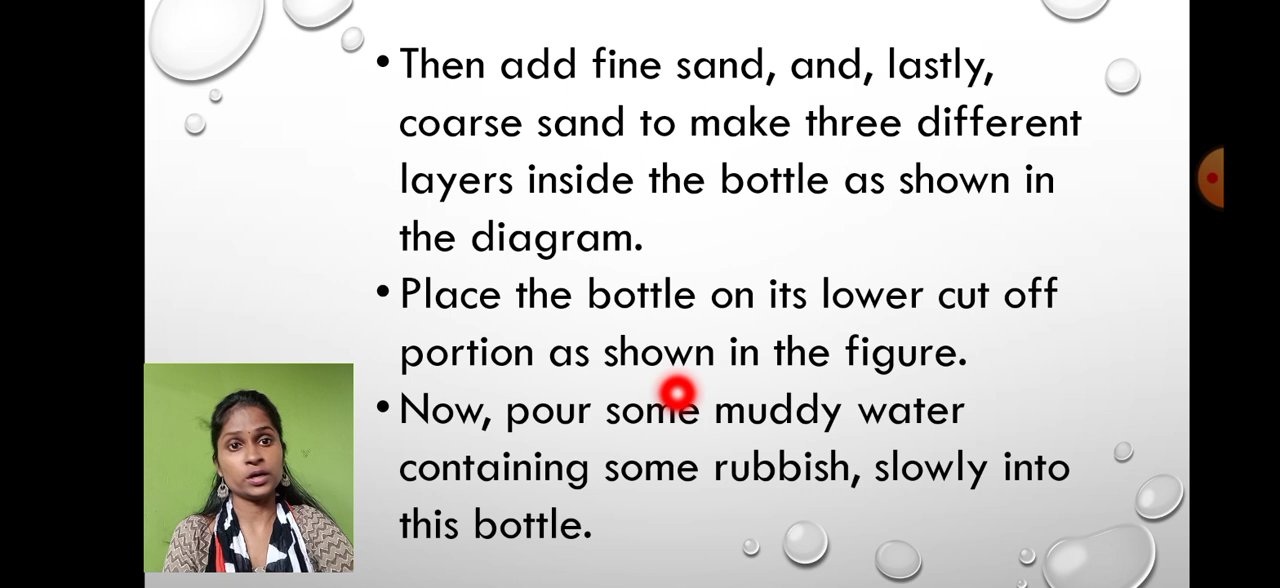 • Then add fine sand, and, lastly,
coarse sand to make three different
layers inside the bottle as shown in
the diagram.
• Place the bottle on its lower cut off
portion as shown in the figure.
• Now, pour some muddy water
containing some rubbish, slowly into
this bottle.